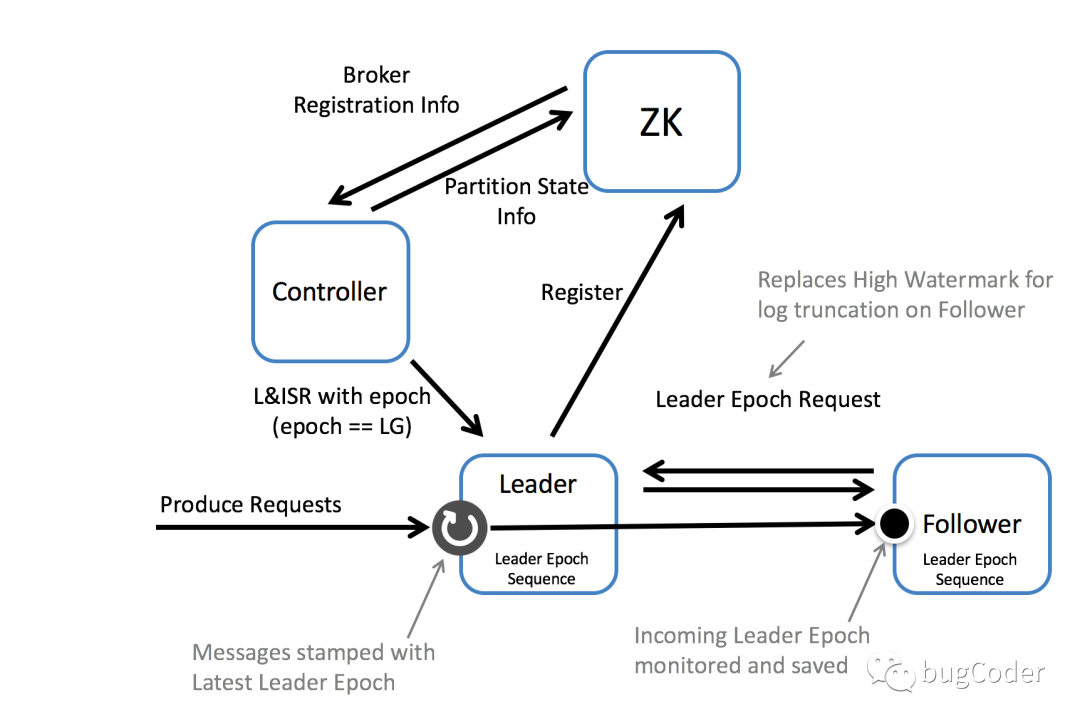 Broker
Registration Info
ZK
Partition State
Info
Controller
Register
Replaces High Watermark for
log truncation on Follower
L&ISR with epoch
(epoch == LG)
Leader Epoch Request
Produce Requests
Leader
Leader Epoch
Sequence
Follower
Leader Epoch
Sequence
Messages stamped with
Latest Leader Epoch
Incoming Leader Epoch
monitored and saved
bugCoder